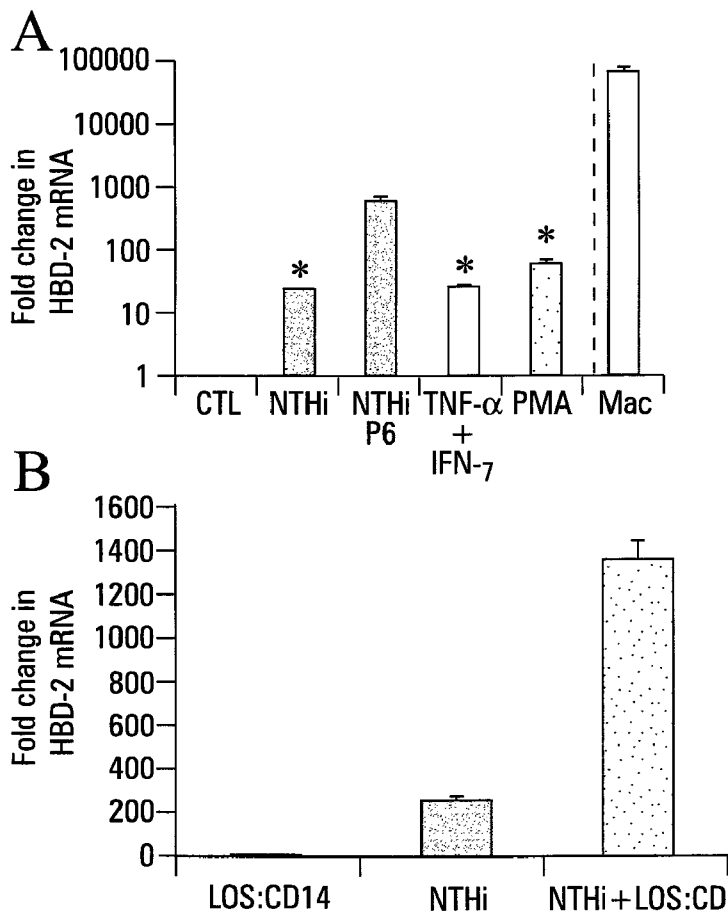 A
Fold change in
HBD-2 mRNA
100000
10000
1000
100
10
1
*
*
*
CTL
NTHi
NTHi
P6
TNF-α
+
IFN-7
PMA
Mac
B
Fold change in
HBD-2 mRNA
1600
1400
1200
1000
800
600
400
200
0
LOS:CD14
NTHi
NTHi+LOS:CD